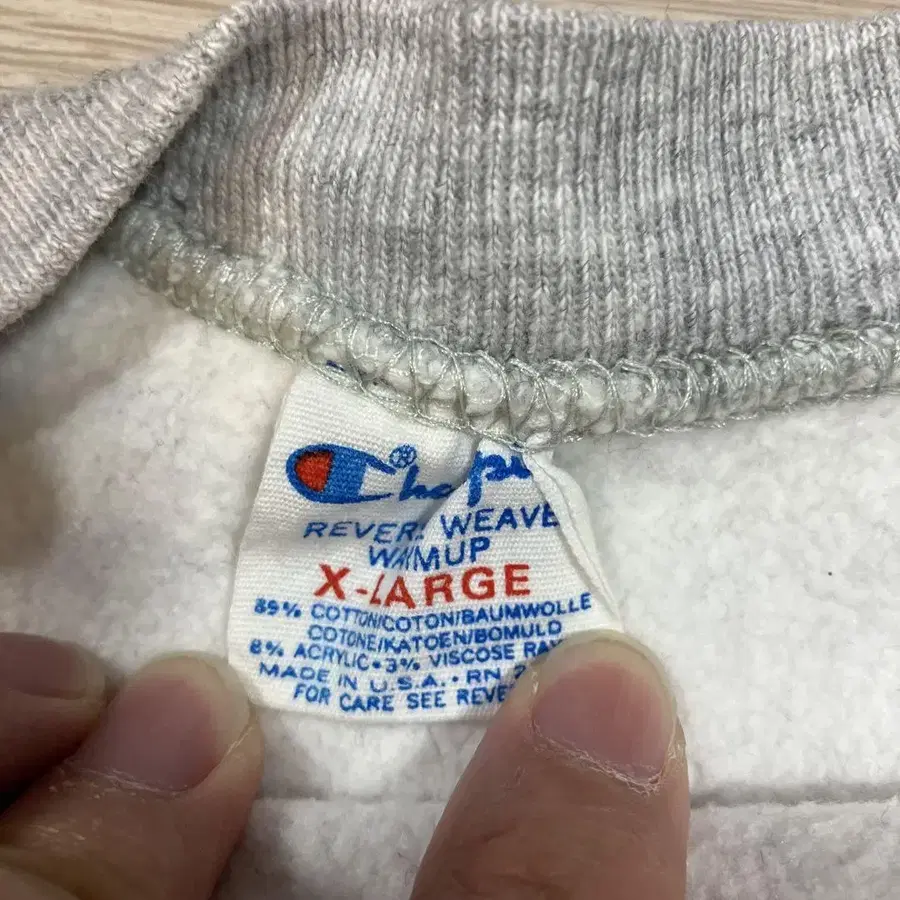 ®
REVER WEAVE
WARMUP
X-LARGE
89% COTTON/COTON/BAUMWOLLE
COTONE/KATOEN/BOMULD
8% ACRYLIC • 3% VISCOSE RAY
MADE IN U.S.A. • RN 2
FOR CARE SEE REVE